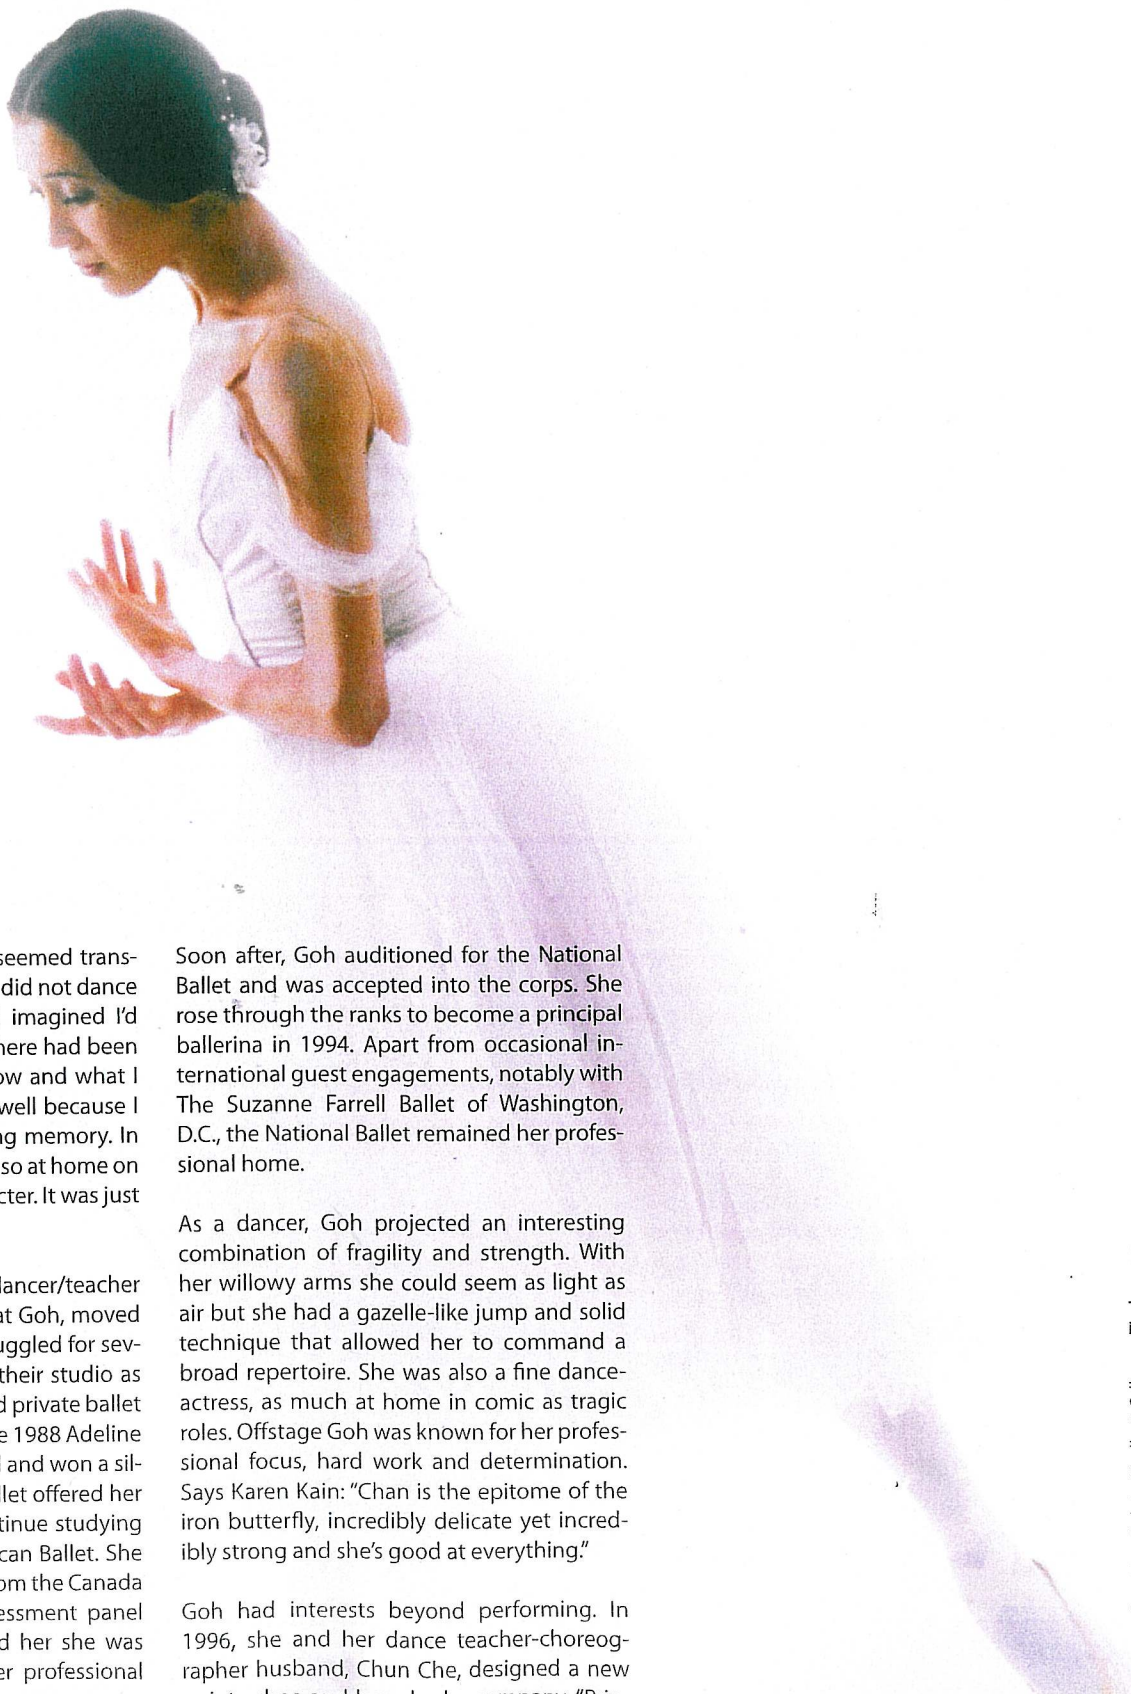 seemed trans-
did not dance
imagined I'd
here had been
ow and what I
well because I
ng memory. In
so at home on
cter. It was just
dancer/teacher
at Goh, moved
uggled for sev-
their studio as
d private ballet
e 1988 Adeline
and won a sil-
llet offered her
tinue studying
can Ballet. She
om the Canada
essment panel
d her she was
er professional
Soon after, Goh auditioned for the National
Ballet and was accepted into the corps. She
rose through the ranks to become a principal
ballerina in 1994. Apart from occasional in-
ternational guest engagements, notably with
The Suzanne Farrell Ballet of Washington,
D.C., the National Ballet remained her profes-
sional home.
As a dancer, Goh projected an interesting
combination of fragility and strength. With
her willowy arms she could seem as light as
air but she had a gazelle-like jump and solid
technique that allowed her to command a
broad repertoire. She was also a fine dance-
actress, as much at home in comic as tragic
roles. Offstage Goh was known for her profes-
sional focus, hard work and determination.
Says Karen Kain: "Chan is the epitome of the
iron butterfly, incredibly delicate yet incred-
ibly strong and she's good at everything."
Goh had interests beyond performing. In
1996, she and her dance teacher-choreog-
rapher husband, Chun Che, designed a new